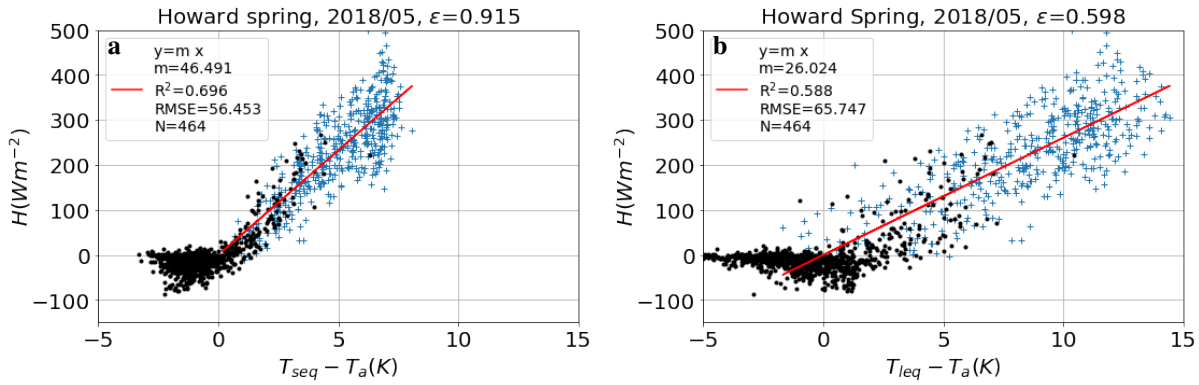 Howard spring, 2018/05, ε=0.915
a
y=m x
m=46.491
R²=0.696
RMSE=56.453
N=464
500
400
300
200
100
0
−100
H(Wm⁻²)
−5
0
5
10
15
T_seq − T_a(K)
Howard Spring, 2018/05, ε=0.598
b
y=m x
m=26.024
R²=0.588
RMSE=65.747
N=464
500
400
300
200
100
0
−100
H(Wm⁻²)
−5
0
5
10
15
T_leq − T_a(K)